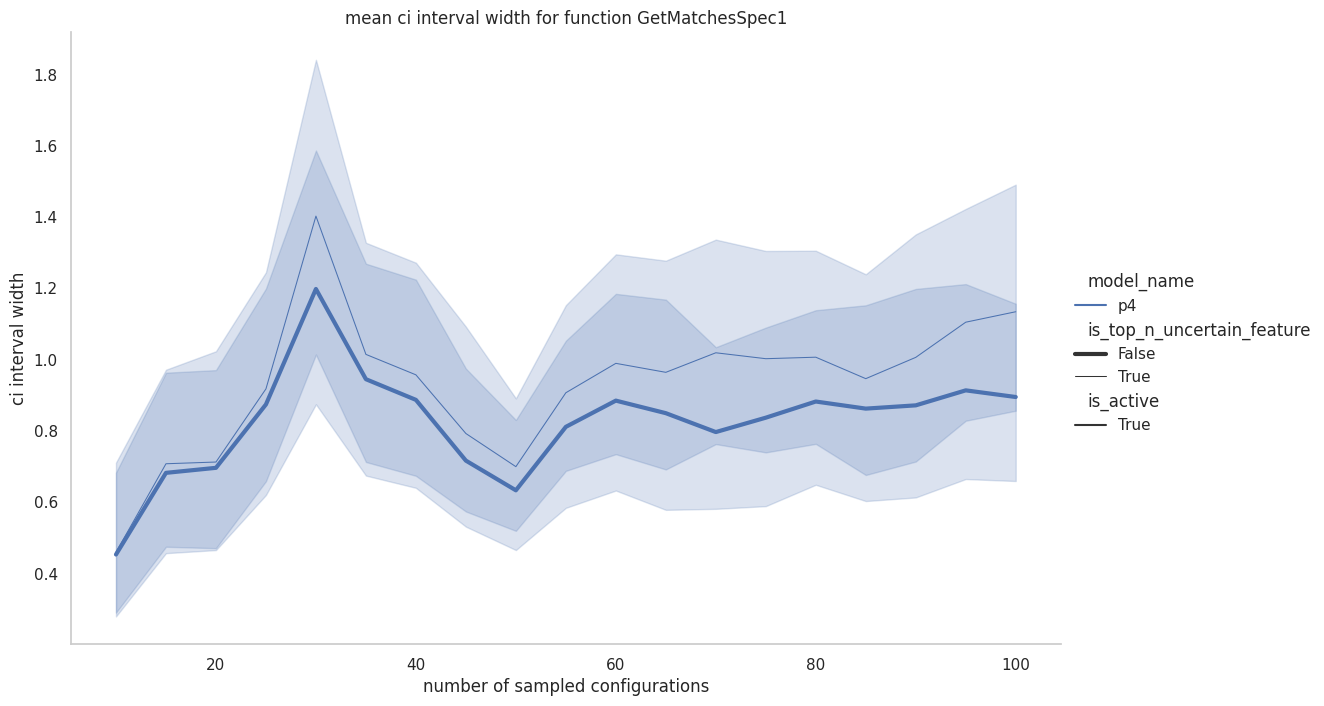 mean ci interval width for function GetMatchesSpec1
1.8
1.6
1.4
1.2
1.0
0.8
0.6
0.4
ci interval width
20
40
60
80
100
number of sampled configurations
model_name
p4
is_top_n_uncertain_feature
False
True
is_active
True